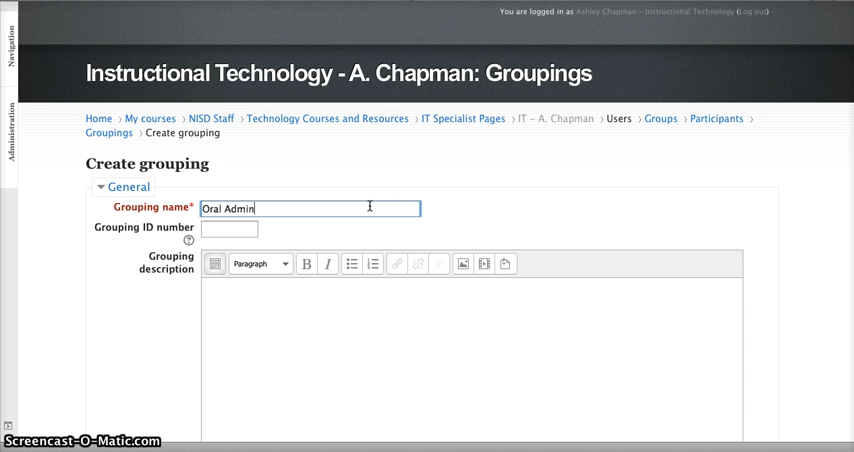 You are logged in as Ashley Chapman - Instructional Technology (Log out)
Navigation
Administration
Instructional Technology - A. Chapman: Groupings
Home › My courses › NISD Staff › Technology Courses and Resources › IT Specialist Pages › IT - A. Chapman › Users › Groups › Participants ›
Groupings › Create grouping
Create grouping
General
Grouping name* Oral Admin
Grouping ID number
Grouping description
Paragraph B I
Screencast-O-Matic.com